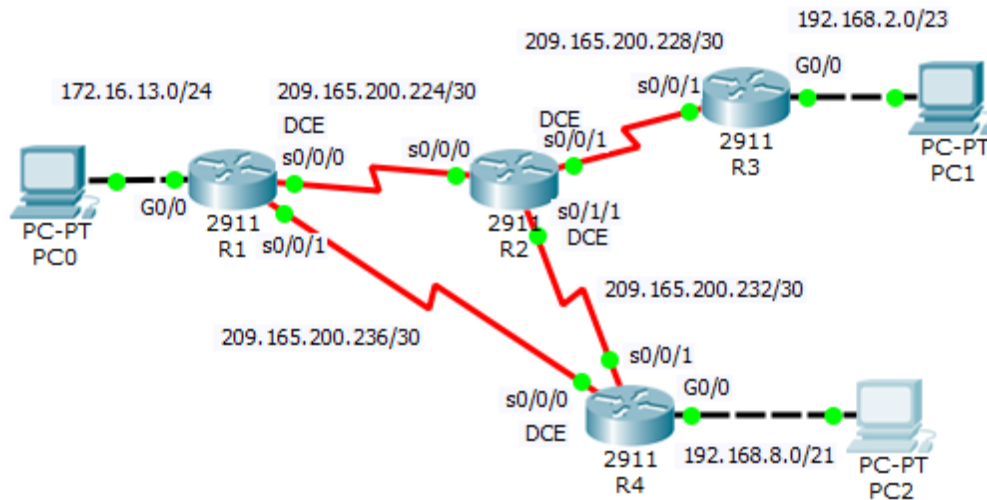 192.168.2.0/23
209.165.200.228/30
G0/0
s0/0/1
172.16.13.0/24
209.165.200.224/30
DCE
DCE
s0/0/1
2911
R3
PC-PT
PC1
s0/0/0
s0/0/0
G0/0
PC-PT
PC0
2911
R1
s0/0/1
2911
R2
s0/1/1
DCE
209.165.200.232/30
209.165.200.236/30
s0/0/1
s0/0/0
DCE
G0/0
2911
R4
192.168.8.0/21
PC-PT
PC2